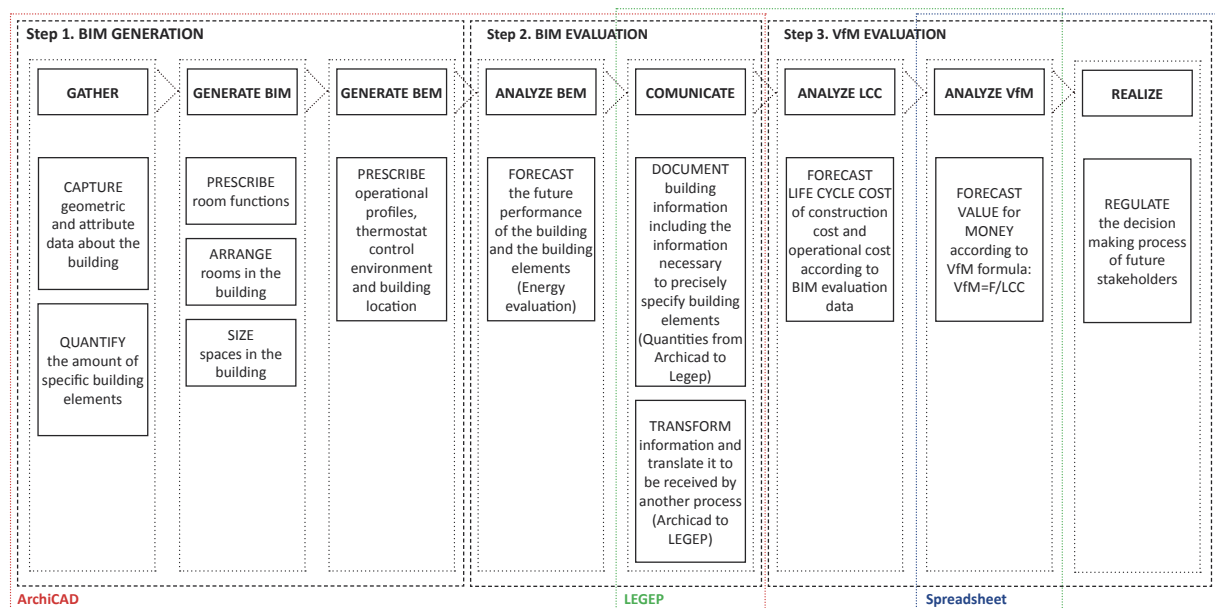 Step 1. BIM GENERATION
Step 2. BIM EVALUATION
Step 3. VfM EVALUATION
GATHER
GENERATE BIM
GENERATE BEM
ANALYZE BEM
COMUNICATE
ANALYZE LCC
ANALYZE VfM
REALIZE
CAPTURE
geometric
and attribute
data about the
building
QUANTIFY
the amount of
specific building
elements
PRESCRIBE
room functions
ARRANGE
rooms in the
building
SIZE
spaces in the
building
PRESCRIBE
operational
profiles,
thermostat
control
environment
and building
location
FORECAST
the future
performance
of the building
and the building
elements
(Energy
evaluation)
DOCUMENT
building
information
including the
information
necessary
to precisely
specify building
elements
(Quantities from
Archicad to
Legep)
TRANSFORM
information and
translate it to
be received by
another process
(Archicad to
LEGEP)
FORECAST
LIFE CYCLE COST
of construction
cost and
operational cost
according to
BIM evaluation
data
FORECAST
VALUE for
MONEY
according to
VfM formula:
VfM=F/LCC
REGULATE
the decision
making process
of future
stakeholders
ArchiCAD
LEGEP
Spreadsheet